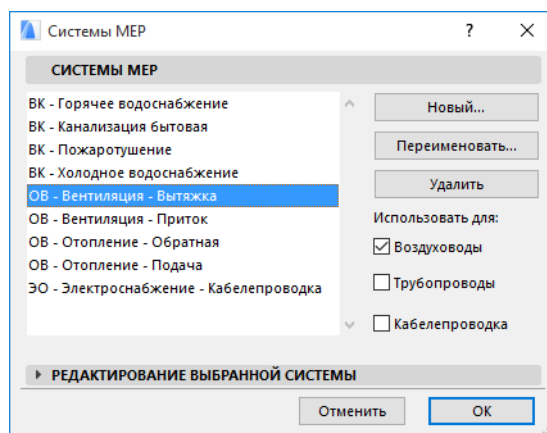 Системы MEP
?
СИСТЕМЫ MEP
ВК - Горячее водоснабжение
ВК - Канализация бытовая
ВК - Пожаротушение
ВК - Холодное водоснабжение
ОВ - Вентиляция - Вытяжка
ОВ - Вентиляция - Приток
ОВ - Отопление - Обратная
ОВ - Отопление - Подача
ЭО - Электроснабжение - Кабелепроводка
Новый...
Переименовать...
Удалить
Использовать для:
Воздуховоды
Трубопроводы
Кабелепроводка
РЕДАКТИРОВАНИЕ ВЫБРАННОЙ СИСТЕМЫ
Отменить
ОК